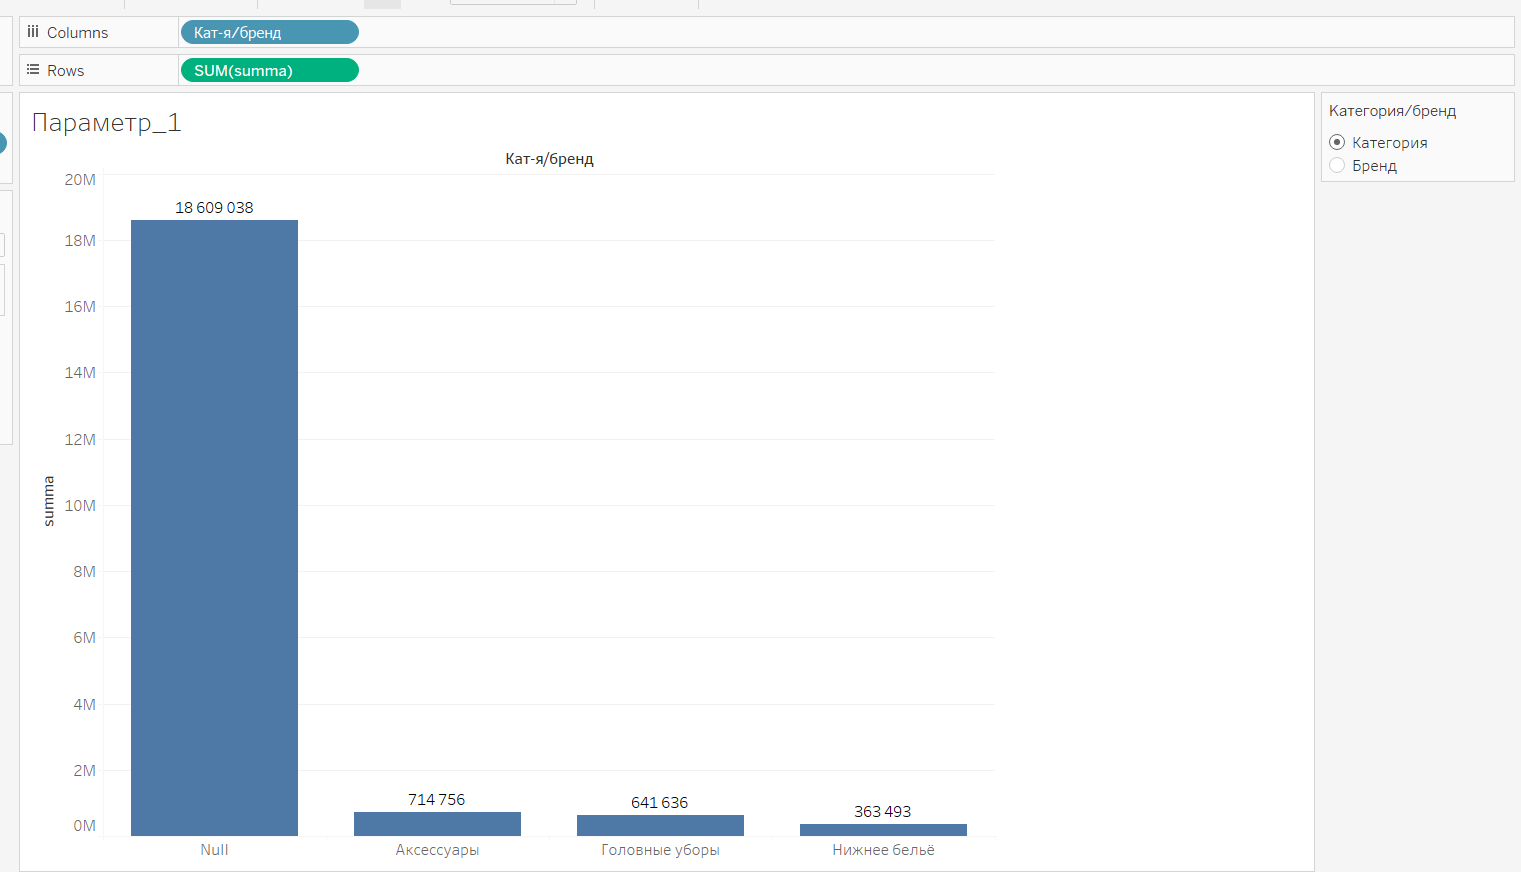 Columns
Кат-я/бренд
Rows
SUM(summa)
Параметр_1
Категория/бренд
Категория
Бренд
Кат-я/бренд
20M
18M
16M
14M
12M
10M
8M
6M
4M
2M
0M
summa
18 609 038
714 756
641 636
363 493
Null
Аксессуары
Головные уборы
Нижнее бельё